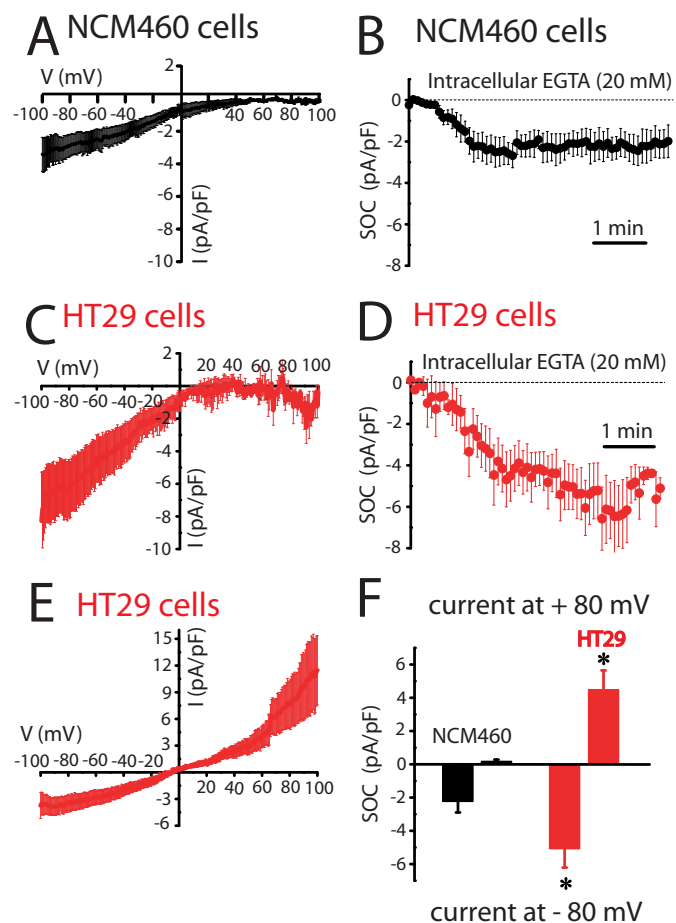 A NCM460 cells
V (mV)
2
-100 -80 -60 -40 -20
20 40 60 80 100
-2
-4
-6
-8
-10
I (pA/pF)
B NCM460 cells
Intracellular EGTA (20 mM)
0
-2
-4
-6
-8
SOC (pA/pF)
1 min
C HT29 cells
V (mV)
2
-100 -80 -60 -40 -20
20 40 60 80 100
-2
-4
-6
-8
-10
I (pA/pF)
D HT29 cells
Intracellular EGTA (20 mM)
0
-2
-4
-6
-8
SOC (pA/pF)
1 min
E HT29 cells
15
12
9
6
3
I (pA/pF)
V (mV)
-100 -80 -60 -40 -20
20 40 60 80 100
-3
-6
F current at + 80 mV
HT29
*
6
4
2
0
-2
-4
-6
SOC (pA/pF)
NCM460
*
current at - 80 mV